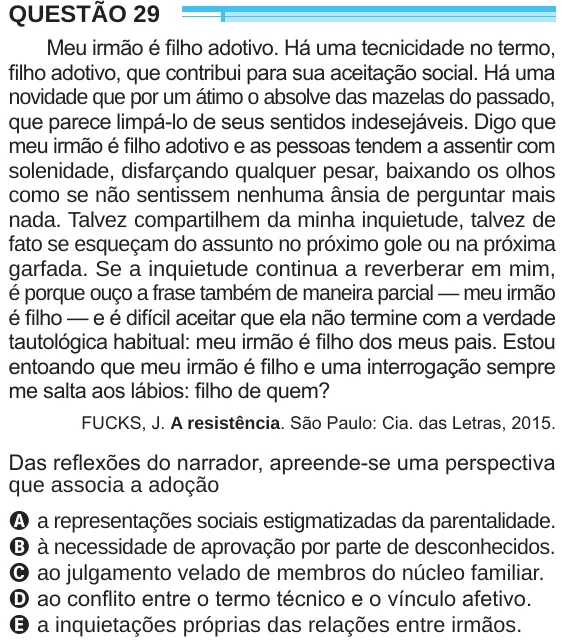 QUESTÃO 29
Meu irmão é filho adotivo. Há uma tecnicidade no termo,
filho adotivo, que contribui para sua aceitação social. Há uma
novidade que por um átimo o absolve das mazelas do passado,
que parece limpá-lo de seus sentidos indesejáveis. Digo que
meu irmão é filho adotivo e as pessoas tendem a assentir com
solenidade, disfarçando qualquer pesar, baixando os olhos
como se não sentissem nenhuma ânsia de perguntar mais
nada. Talvez compartilhem da minha inquietude, talvez de
fato se esqueçam do assunto no próximo gole ou na próxima
garfada. Se a inquietude continua a reverberar em mim,
é porque ouço a frase também de maneira parcial — meu irmão
é filho — e é difícil aceitar que ela não termine com a verdade
tautológica habitual: meu irmão é filho dos meus pais. Estou
entoando que meu irmão é filho e uma interrogação sempre
me salta aos lábios: filho de quem?
FUCKS, J. A resistência. São Paulo: Cia. das Letras, 2015.
Das reflexões do narrador, apreende-se uma perspectiva
que associa a adoção
A a representações sociais estigmatizadas da parentalidade.
B à necessidade de aprovação por parte de desconhecidos.
C ao julgamento velado de membros do núcleo familiar.
D ao conflito entre o termo técnico e o vínculo afetivo.
E a inquietações próprias das relações entre irmãos.